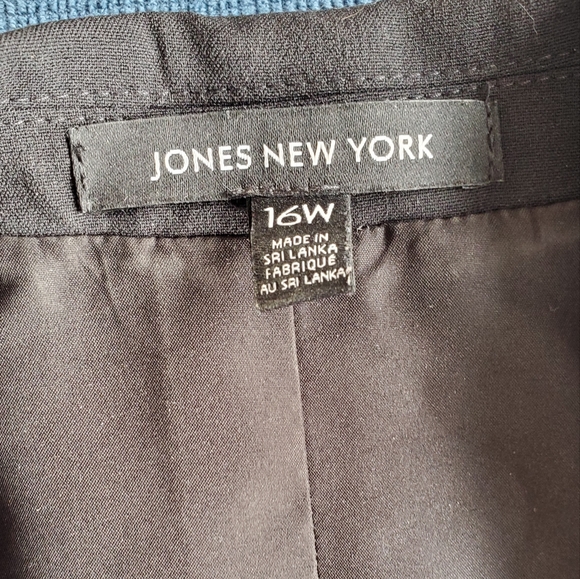 JONES NEW YORK
16W
MADE IN
SRI LANKA
FABRIQUÉ
AU SRI LANKA